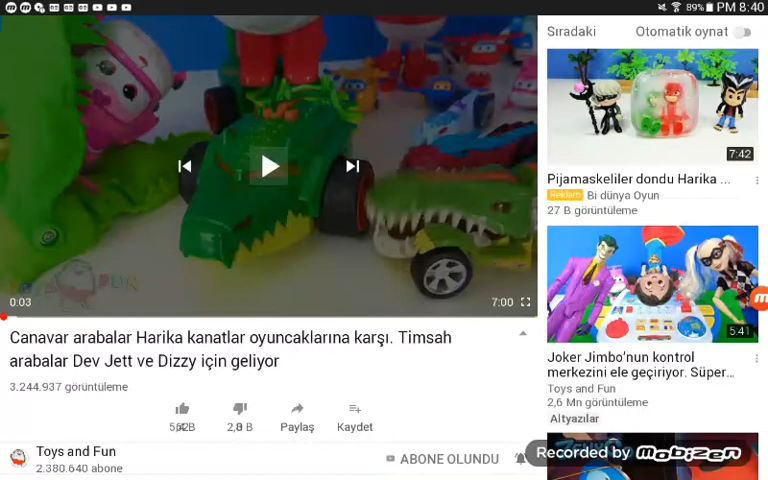 89% PM 8:40
Sıradaki
Otomatik oynat
7:42
Pijamaskeliler dondu Harika ...
Reklam Bi dünya Oyun
27 B görüntüleme
5:41
Joker Jimbo'nun kontrol
merkezini ele geçiriyor. Süper...
Toys and Fun
2,6 Mn görüntüleme
Altyazılar
0:03
7:00
Canavar arabalar Harika kanatlar oyuncaklarına karşı. Timsah
arabalar Dev Jett ve Dizzy için geliyor
3.244.937 görüntüleme
Paylaş
Kaydet
Toys and Fun
2.380.640 abone
ABONE OLUNDU
Recorded by mobizen